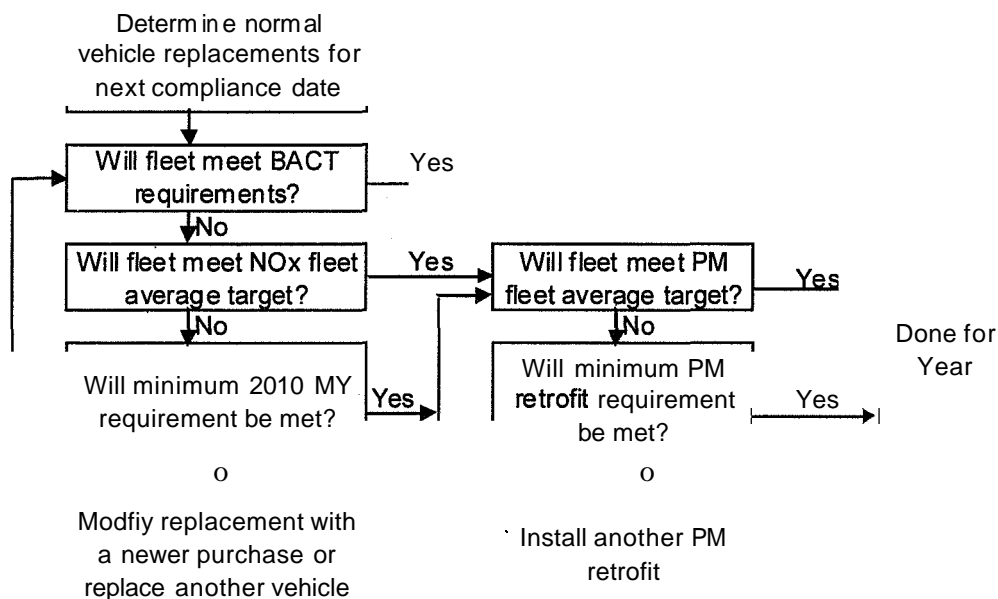 Determine normal
vehicle replacements for
next compliance date
Will fleet meet BACT
requirements?
Yes
No
Will fleet meet NOx fleet
average target?
Yes
Will fleet meet PM
fleet average target?
Yes
No
No
Done for
Year
Will minimum 2010 MY
requirement be met?
Yes
Will minimum PM
retrofit requirement
be met?
Yes
o
o
Modfiy replacement with
a newer purchase or
replace another vehicle
Install another PM
retrofit